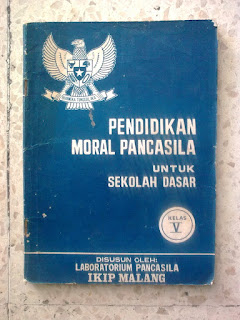 PENDIDIKAN
MORAL PANCASILA
UNTUK
SEKOLAH DASAR
KELAS
V
DISUSUN OLEH:
LABORATORIUM PANCASILA
IKIP MALANG